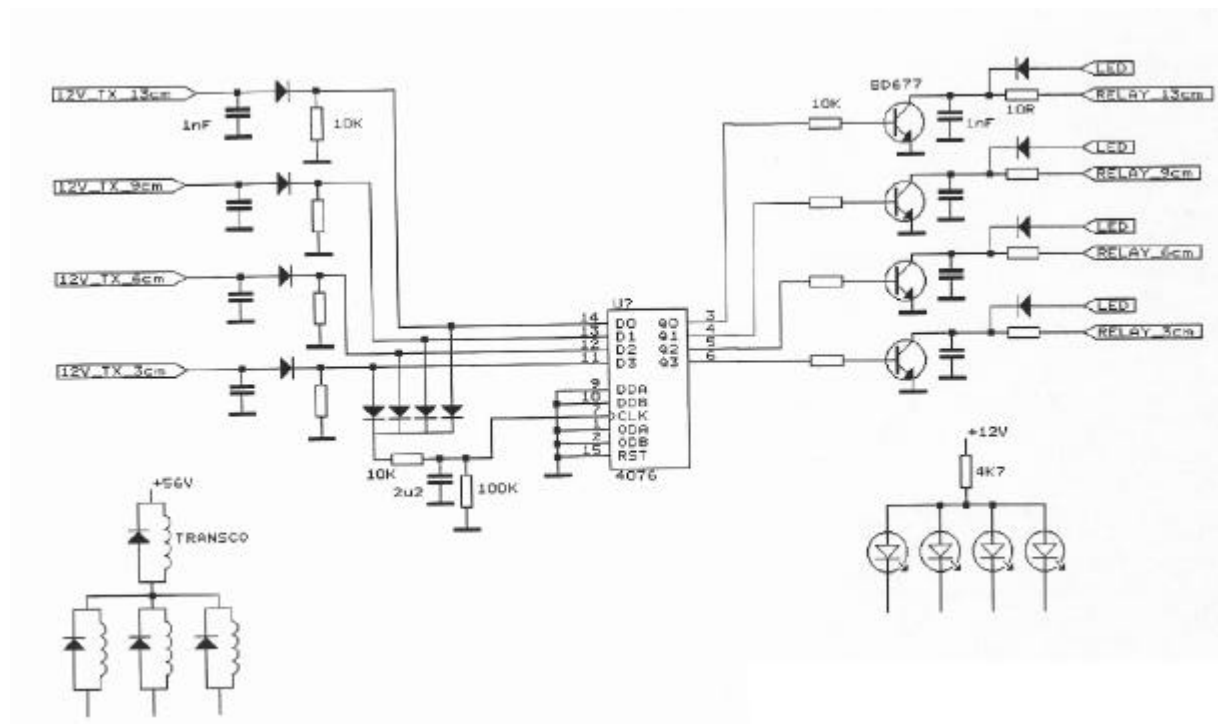 12V_TX_13cm
1nF
10K
12V_TX_9cm
12V_TX_6cm
12V_TX_3cm
10K
2u2
100K
U?
14 D0 Q0 3
13 D1 Q1 4
12 D2 Q2 5
11 D3 Q3 6
9 DDA
10 DDB
7 CLK
1 ODA
2 ODB
15 RST
4076
10K
BD677
1nF
10R
LED
RELAY_13cm
LED
RELAY_9cm
LED
RELAY_6cm
LED
RELAY_3cm
+12V
4K7
+56V
TRANSCO